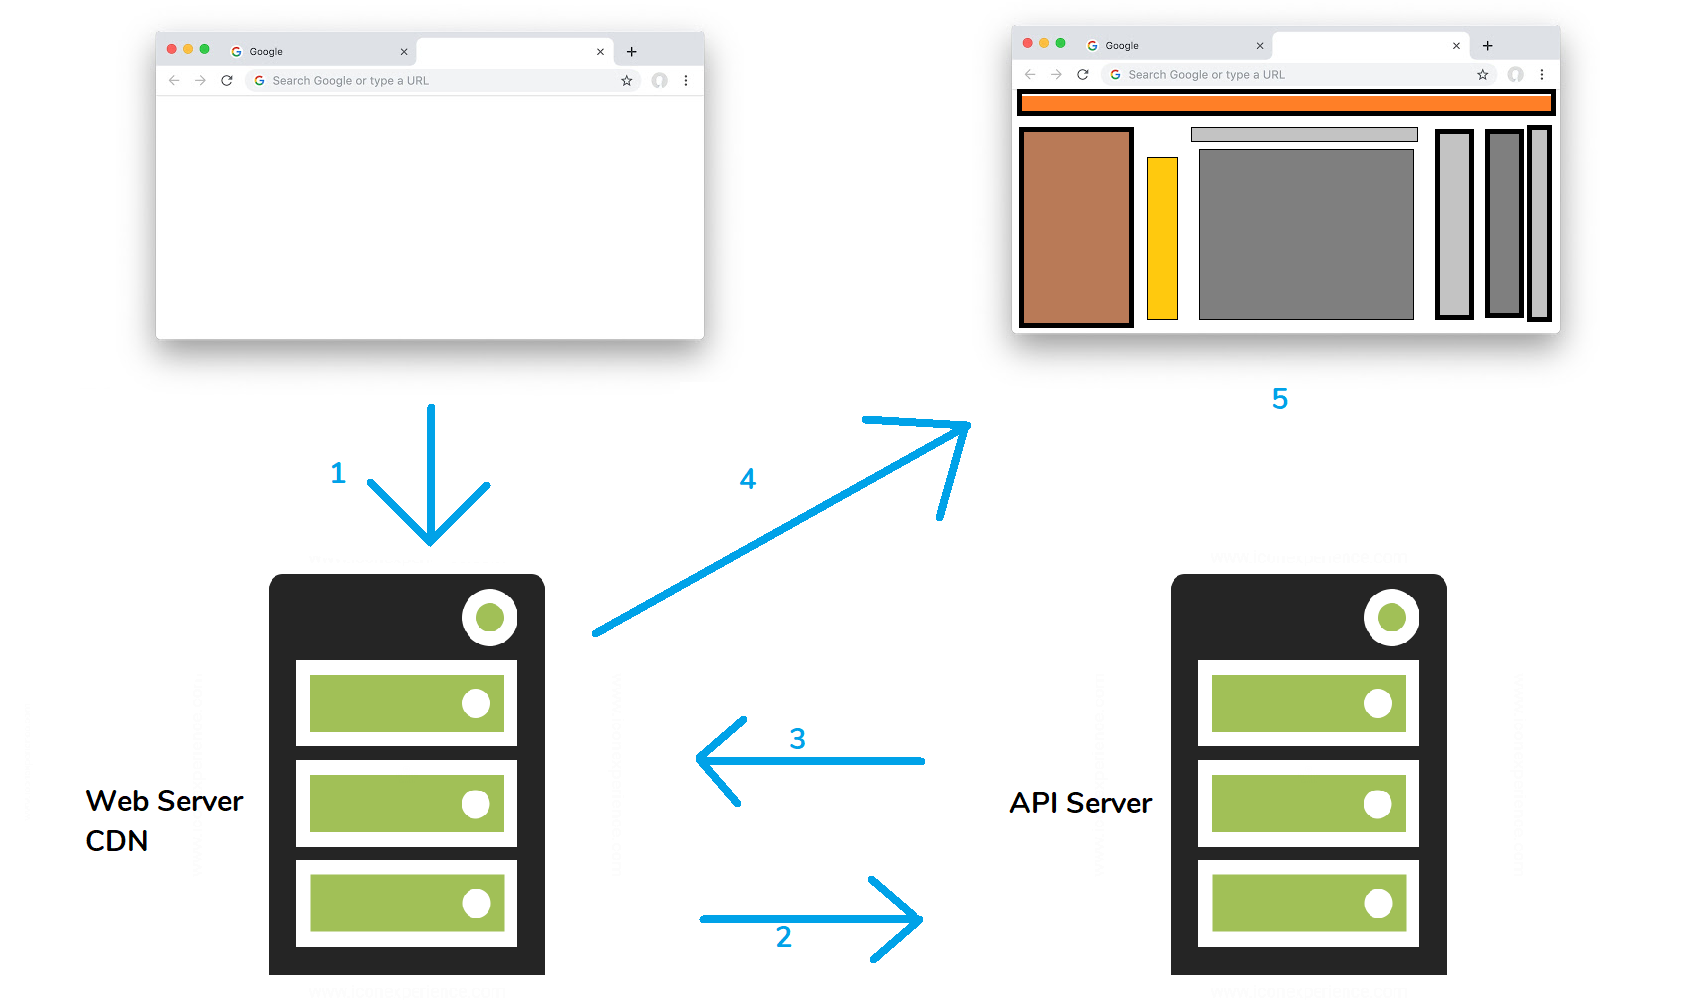 Google
Search Google or type a URL
Google
Search Google or type a URL
5
1
4
3
Web Server
CDN
API Server
2